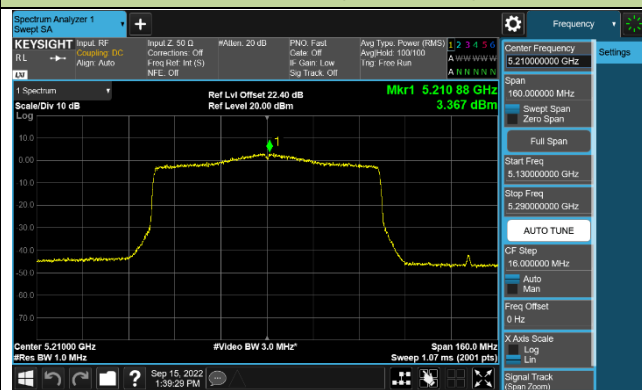 Spectrum Analyzer 1
Swept SA
Frequency
KEYSIGHT
RL
Input: RF
Coupling: DC
Align: Auto
Input Z: 50 Ω
Corrections: Off
Freq Ref: Int (S)
NFE: Off
#Atten: 20 dB
PNO: Fast
Gate: Off
IF Gain: Low
Sig Track: Off
Avg Type: Power (RMS)
Avg|Hold: 100/100
Trig: Free Run
1 2 3 4 5 6
A W W W W W
A N N N N N
LXI
1 Spectrum
Scale/Div 10 dB
Log
Ref Lvl Offset 22.40 dB
Ref Level 20.00 dBm
Mkr1 5.210 88 GHz
3.367 dBm
1
10.0
0.00
10.0
20.0
30.0
40.0
50.0
60.0
70.0
Center 5.21000 GHz
#Res BW 1.0 MHz
#Video BW 3.0 MHz*
Span 160.0 MHz
Sweep 1.07 ms (2001 pts)
Center Frequency
5.210000000 GHz
Settings
Span
160.000000 MHz
Swept Span
Zero Span
Full Span
Start Freq
5.130000000 GHz
Stop Freq
5.290000000 GHz
AUTO TUNE
CF Step
16.000000 MHz
Auto
Man
Freq Offset
0 Hz
X Axis Scale
Log
Lin
Signal Track
(Span Zoom)
?
Sep 15, 2022
1:39:29 PM